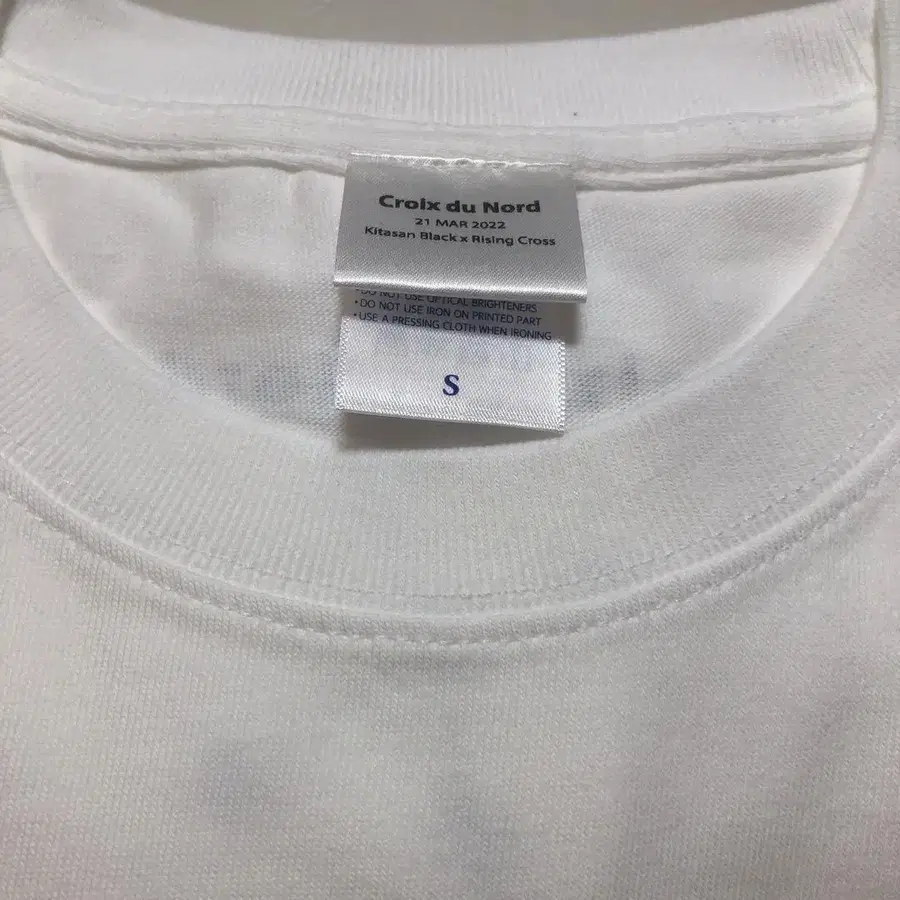 Croix du Nord
21 MAR 2022
Kitasan Black x Rising Cross
• DO NOT USE OPTICAL BRIGHTENERS
• DO NOT USE IRON ON PRINTED PART
• USE A PRESSING CLOTH WHEN IRONING
S